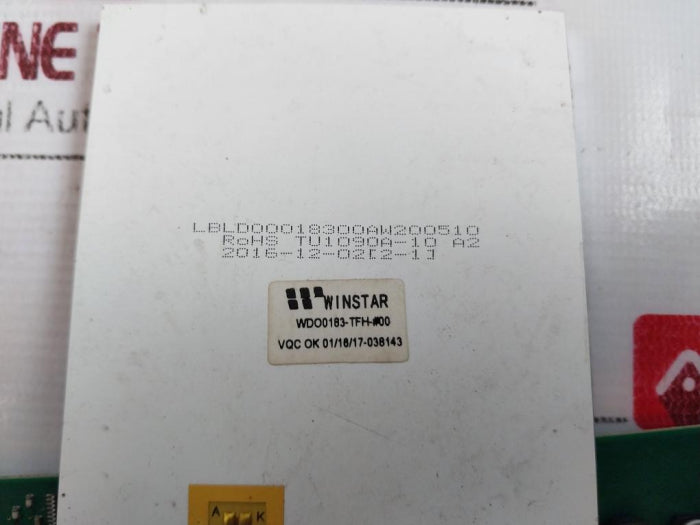 NE
al Aut
LBLD00018300AW200510
RoHS TU1090A-10 A2
2016-12-02[2-1]
WINSTAR
WDO0183-TFH-#00
VQC OK 01/16/17-038143
A K